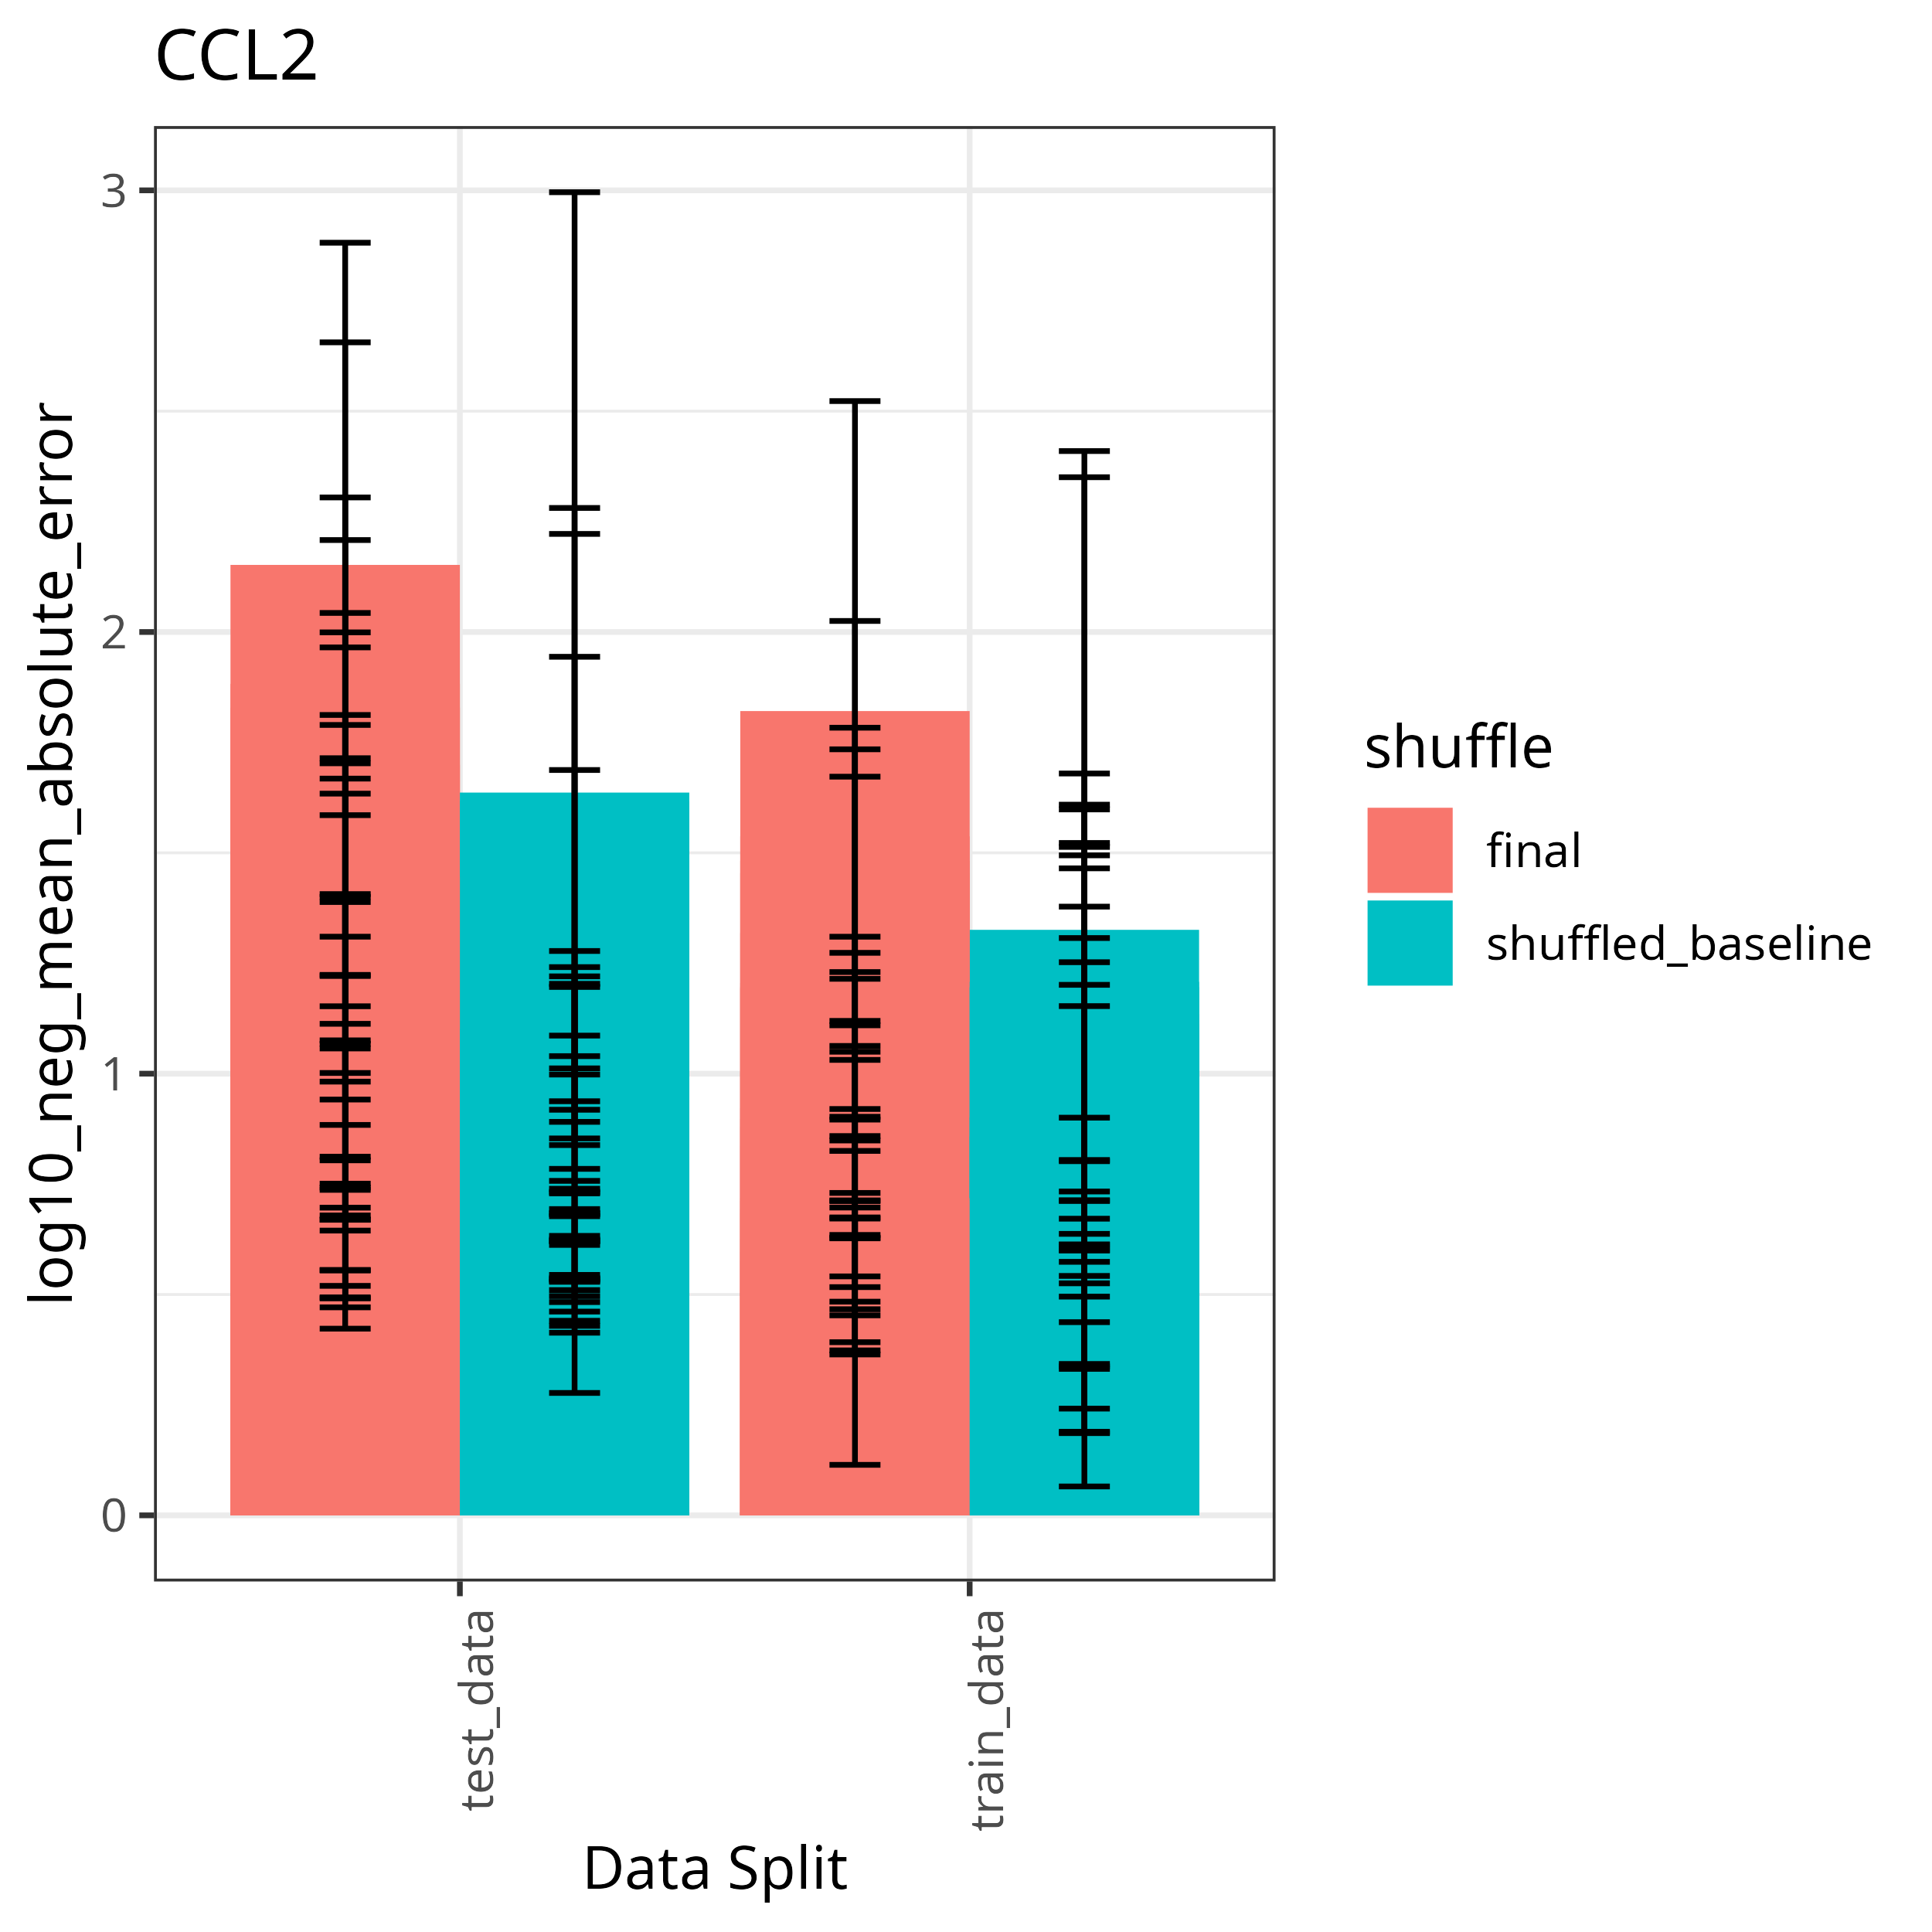 CCL2
log10_neg_mean_absolute_error
3
2
1
0
test_data
train_data
Data Split
shuffle
final
shuffled_baseline